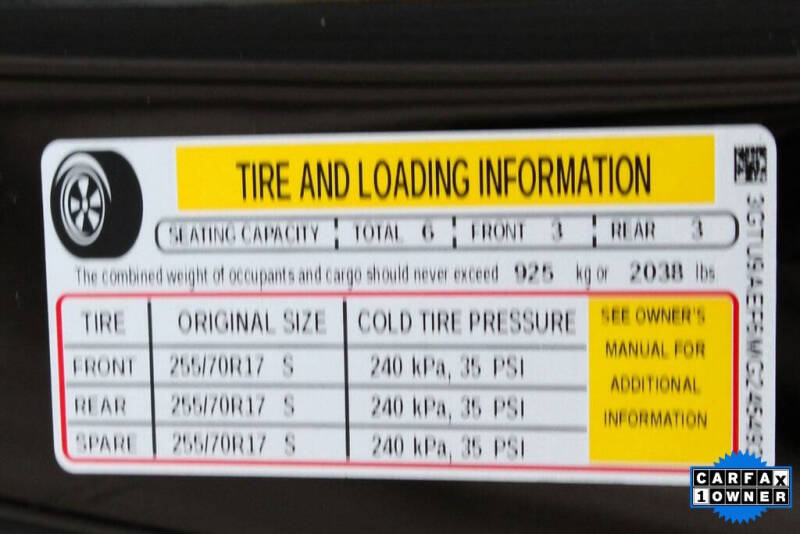 TIRE AND LOADING INFORMATION
SEATING CAPACITY TOTAL 6 FRONT 3 REAR 3
The combined weight of occupants and cargo should never exceed 925 kg or 2038 lbs
TIRE ORIGINAL SIZE COLD TIRE PRESSURE
FRONT 255/70R17 S 240 kPa, 35 PSI
REAR 255/70R17 S 240 kPa, 35 PSI
SPARE 255/70R17 S 240 kPa, 35 PSI
SEE OWNER'S
MANUAL FOR
ADDITIONAL
INFORMATION
CARFAX
1 OWNER